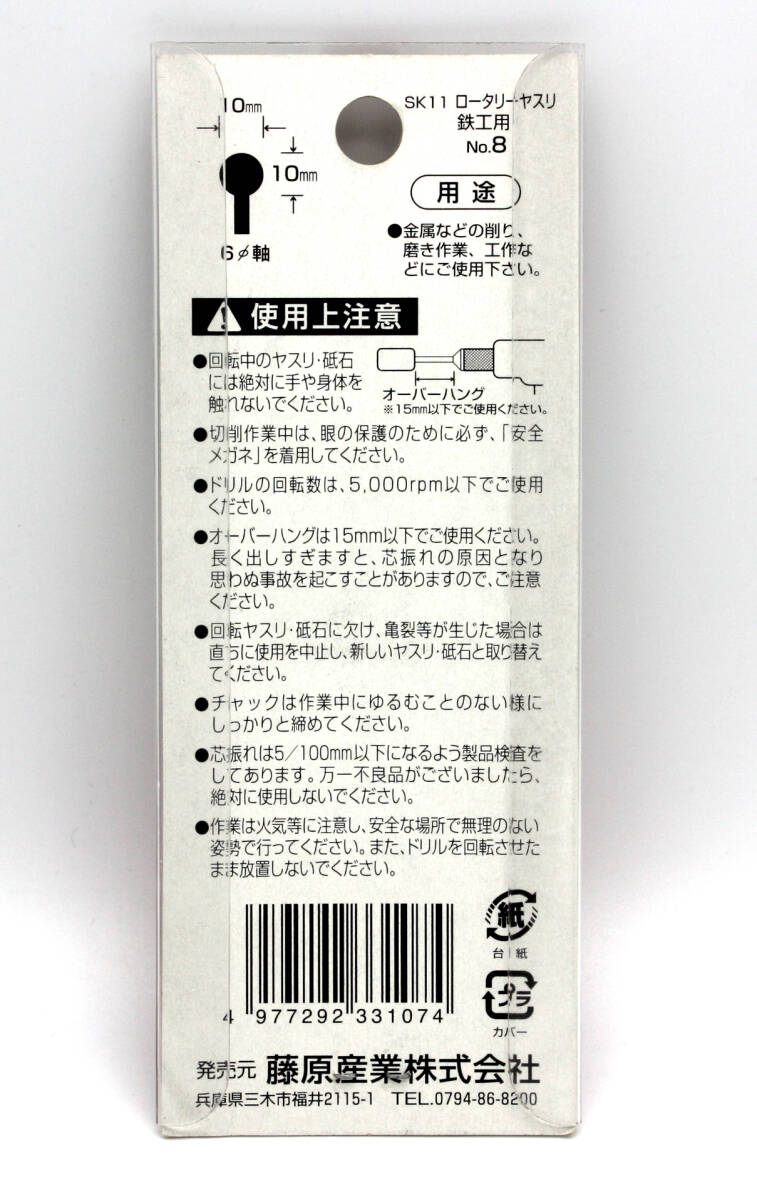 10mm
10mm
6φ軸
SK11 ロータリーヤスリ
鉄工用
No.8
用途
●金属などの削り、
磨き作業、工作な
どにご使用下さい。
使用上注意
●回転中のヤスリ・砥石
には絶対に手や身体を
触れないでください。
オーバーハング
※15mm以下でご使用ください。
●切削作業中は、眼の保護のために必ず、「安全
メガネ」を着用してください。
●ドリルの回転数は、5,000rpm以下でご使用
ください。
●オーバーハングは15mm以下でご使用ください。
長く出しすぎますと、芯振れの原因となり
思わぬ事故を起こすことがありますので、ご注意
ください。
●回転ヤスリ・砥石に欠け、亀裂等が生じた場合は
直ちに使用を中止し、新しいヤスリ・砥石と取り替え
てください。
●チャックは作業中にゆるむことのない様に
しっかりと締めてください。
●芯振れは5/100mm以下になるよう製品検査を
してあります。万一不良品がございましたら、
絶対に使用しないでください。
●作業は火気等に注意し、安全な場所で無理のない
姿勢で行ってください。また、ドリルを回転させた
まま放置しないでください。
紙
台紙
プラ
カバー
4 977292 331074
発売元 藤原産業株式会社
兵庫県三木市福井2115-1 TEL.0794-86-8200